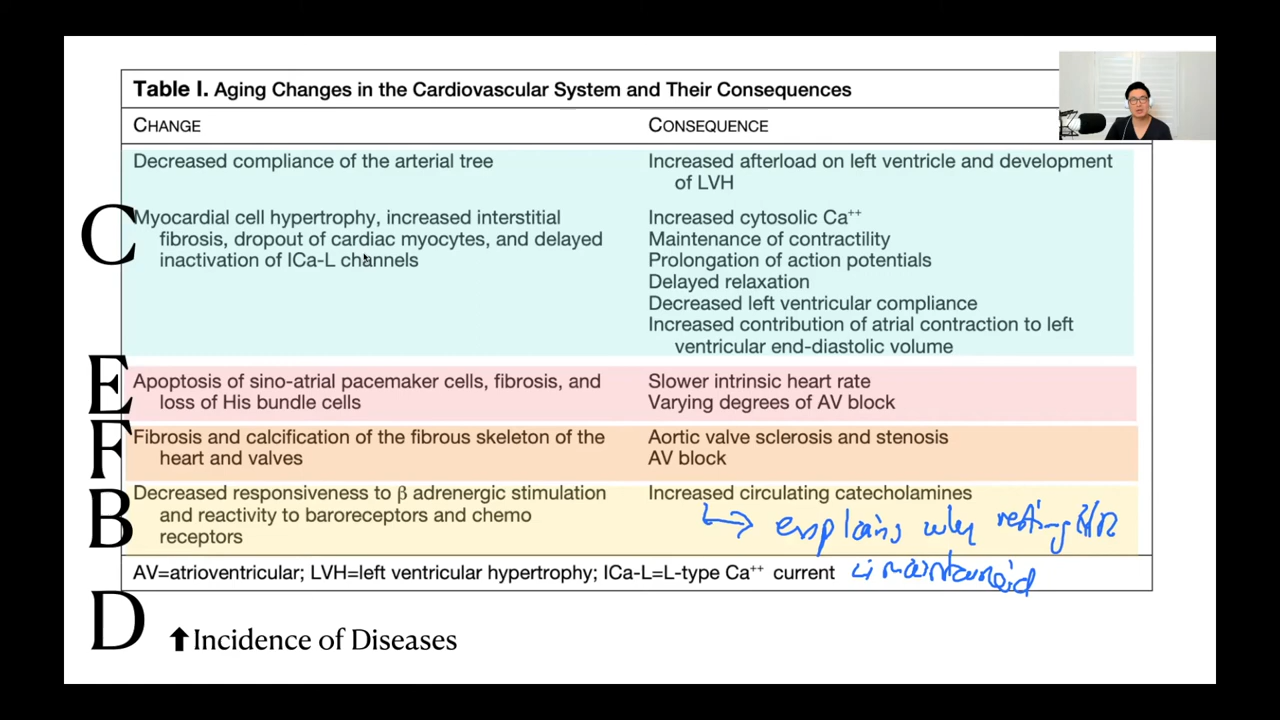 Table I. Aging Changes in the Cardiovascular System and Their Consequences
CHANGE
CONSEQUENCE
Decreased compliance of the arterial tree
Increased afterload on left ventricle and development
of LVH
C
Myocardial cell hypertrophy, increased interstitial
fibrosis, dropout of cardiac myocytes, and delayed
inactivation of ICa-L channels
Increased cytosolic Ca⁺⁺
Maintenance of contractility
Prolongation of action potentials
Delayed relaxation
Decreased left ventricular compliance
Increased contribution of atrial contraction to left
ventricular end-diastolic volume
E
Apoptosis of sino-atrial pacemaker cells, fibrosis, and
loss of His bundle cells
Slower intrinsic heart rate
Varying degrees of AV block
F
Fibrosis and calcification of the fibrous skeleton of the
heart and valves
Aortic valve sclerosis and stenosis
AV block
B
Decreased responsiveness to β adrenergic stimulation
and reactivity to baroreceptors and chemo
receptors
Increased circulating catecholamines
↳ explains why resting HR
is maintained
AV=atrioventricular; LVH=left ventricular hypertrophy; ICa-L=L-type Ca⁺⁺ current
D
⬆Incidence of Diseases